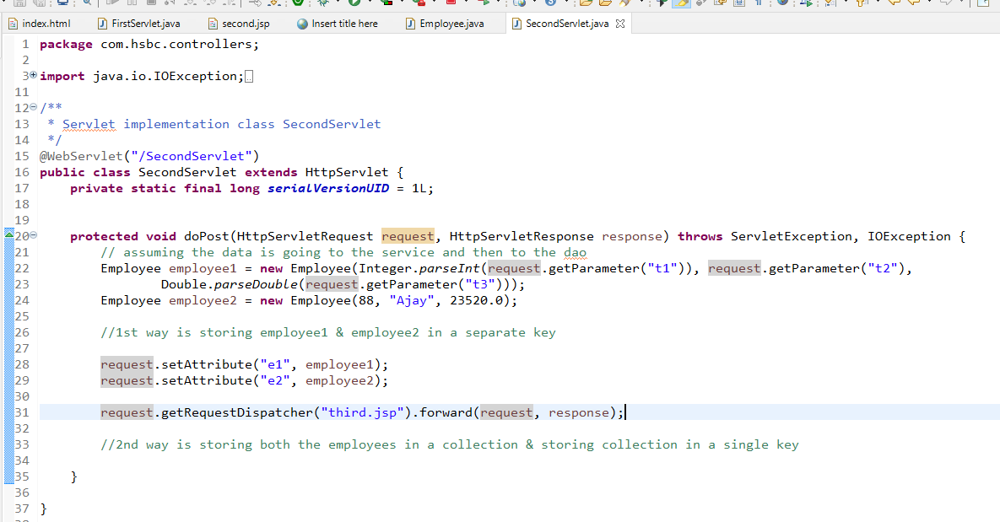 index.html FirstServlet.java second.jsp Insert title here Employee.java SecondServlet.java
1 package com.hsbc.controllers;
2
3 import java.io.IOException;
11
12 /**
13 * Servlet implementation class SecondServlet
14 */
15 @WebServlet("/SecondServlet")
16 public class SecondServlet extends HttpServlet {
17 private static final long serialVersionUID = 1L;
18
19
20 protected void doPost(HttpServletRequest request, HttpServletResponse response) throws ServletException, IOException {
21 // assuming the data is going to the service and then to the dao
22 Employee employee1 = new Employee(Integer.parseInt(request.getParameter("t1")), request.getParameter("t2"),
23 Double.parseDouble(request.getParameter("t3")));
24 Employee employee2 = new Employee(88, "Ajay", 23520.0);
25
26 //1st way is storing employee1 & employee2 in a separate key
27
28 request.setAttribute("e1", employee1);
29 request.setAttribute("e2", employee2);
30
31 request.getRequestDispatcher("third.jsp").forward(request, response);
32
33 //2nd way is storing both the employees in a collection & storing collection in a single key
34
35 }
36
37 }